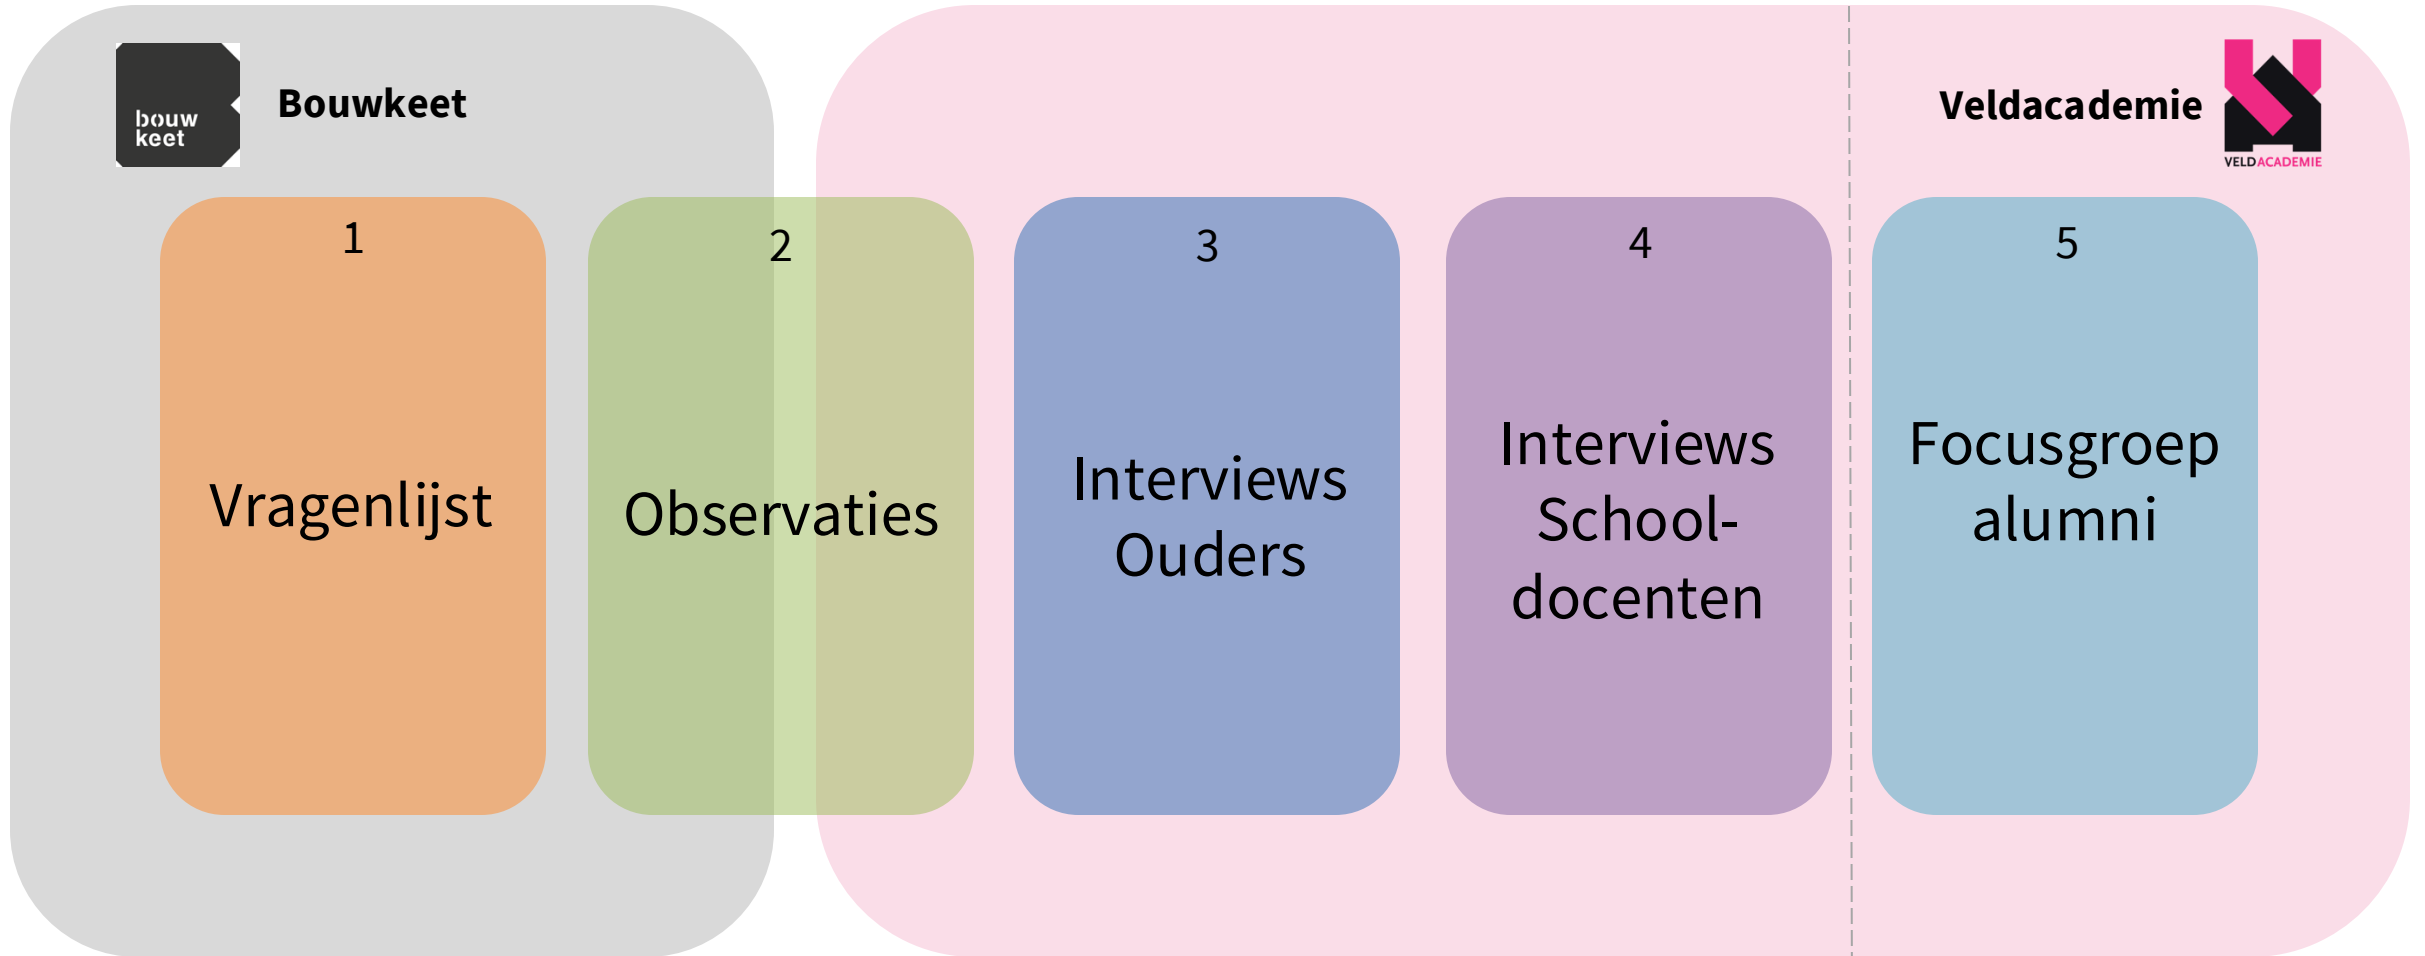 bouw
keet
Bouwkeet
Veldacademie
VELDACADEMIE
1
Vragenlijst
2
Observaties
3
Interviews
Ouders
4
Interviews
School-
docenten
5
Focusgroep
alumni